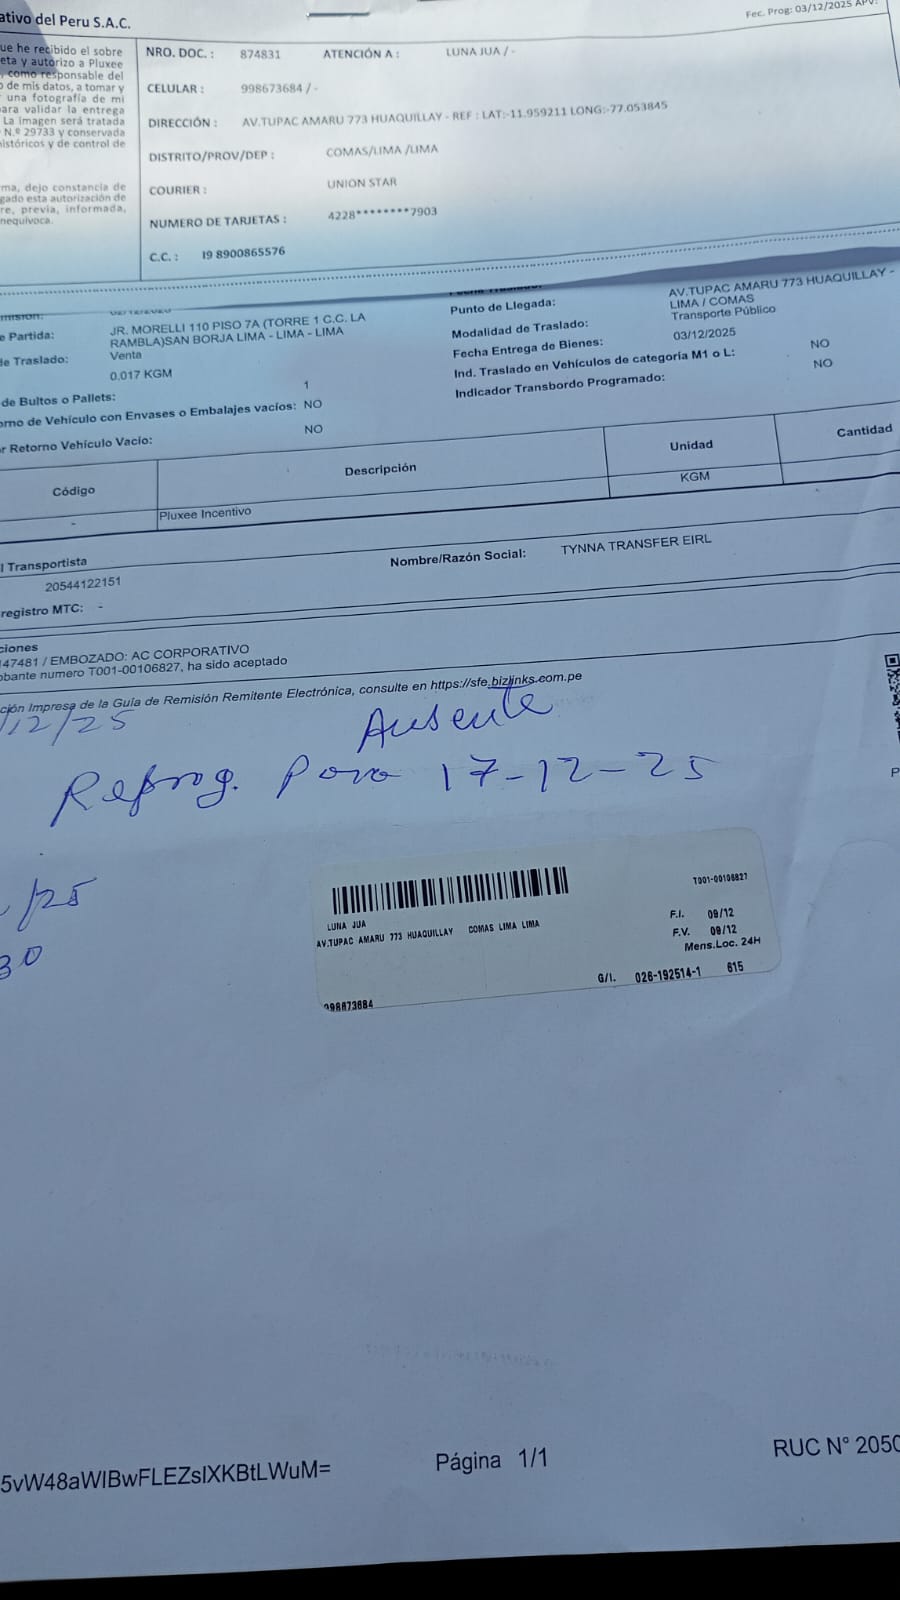 ativo del Peru S.A.C.
Fec. Prog: 03/12/2025 APV:
ue he recibido el sobre
eta y autorizo a Pluxee
, como responsable del
o de mis datos, a tomar y
una fotografía de mi
para validar la entrega
La imagen será tratada
N.º 29733 y conservada
históricos y de control de
rma, dejo constancia de
gado esta autorización de
re, previa, informada,
nequívoca.
NRO. DOC. : 874831 ATENCIÓN A : LUNA JUA / -
CELULAR : 998673684 / -
DIRECCIÓN : AV.TUPAC AMARU 773 HUAQUILLAY - REF : LAT:-11.959211 LONG:-77.053845
DISTRITO/PROV/DEP : COMAS/LIMA /LIMA
COURIER : UNION STAR
NUMERO DE TARJETAS : 4228********7903
C.C. : 19 8900865576
misión:
e Partida: JR. MORELLI 110 PISO 7A (TORRE 1 C.C. LA
RAMBLA)SAN BORJA LIMA - LIMA - LIMA
de Traslado: Venta
0.017 KGM
de Bultos o Pallets: 1
orno de Vehículo con Envases o Embalajes vacíos: NO
r Retorno Vehículo Vacío: NO
Punto de Llegada: AV.TUPAC AMARU 773 HUAQUILLAY -
LIMA / COMAS
Modalidad de Traslado: Transporte Público
Fecha Entrega de Bienes: 03/12/2025
Ind. Traslado en Vehículos de categoría M1 o L: NO
Indicador Transbordo Programado: NO
Código Descripción Unidad Cantidad
- Pluxee Incentivo KGM
l Transportista
20544122151 Nombre/Razón Social: TYNNA TRANSFER EIRL
registro MTC: -
ciones
147481 / EMBOZADO: AC CORPORATIVO
obante numero T001-00106827, ha sido aceptado
ción Impresa de la Guía de Remisión Remitente Electrónica, consulte en https://sfe.bizlinks.com.pe
/12/25 Ausente
Reprog. Para 17-12-25
/25
30
T001-00106827
LUNA JUA
AV.TUPAC AMARU 773 HUAQUILLAY COMAS LIMA LIMA
F.I. 09/12
F.V. 09/12
Mens.Loc. 24H
G/I. 026-192514-1 615
998673684
5vW48aWIBwFLEZsIXKBtLWuM=
Página 1/1
RUC N° 2050